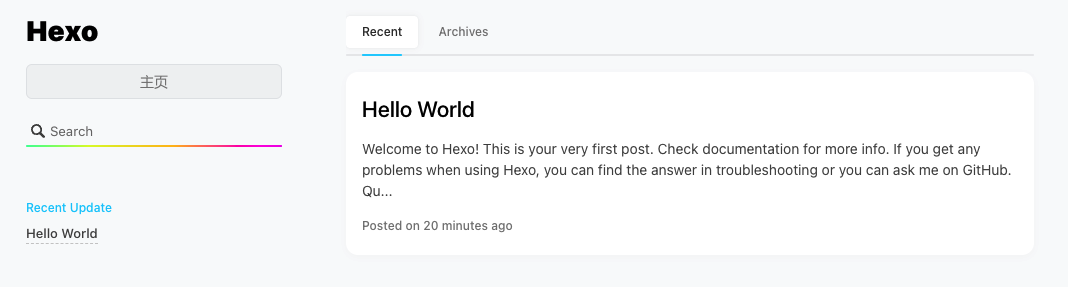 Hexo
主页
Search
Recent Update
Hello World
Recent
Archives
Hello World
Welcome to Hexo! This is your very first post. Check documentation for more info. If you get any
problems when using Hexo, you can find the answer in troubleshooting or you can ask me on GitHub.
Qu...
Posted on 20 minutes ago